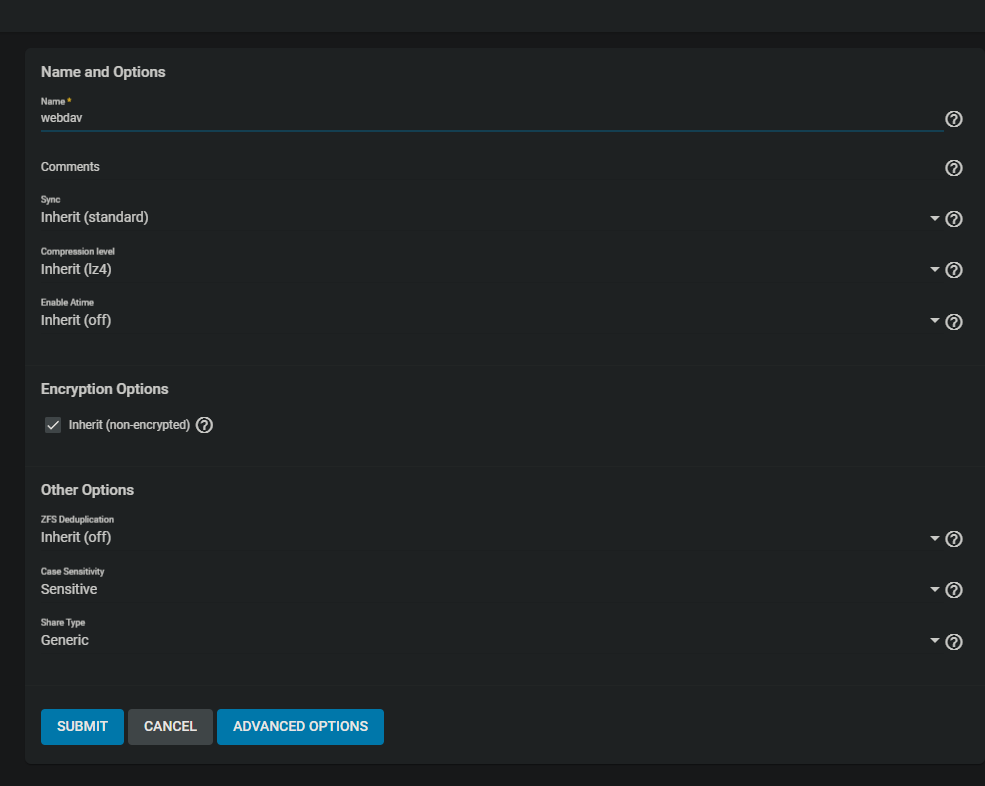 Name and Options
Name *
webdav
Comments
Sync
Inherit (standard)
Compression level
Inherit (lz4)
Enable Atime
Inherit (off)
Encryption Options
Inherit (non-encrypted)
Other Options
ZFS Deduplication
Inherit (off)
Case Sensitivity
Sensitive
Share Type
Generic
SUBMIT CANCEL ADVANCED OPTIONS